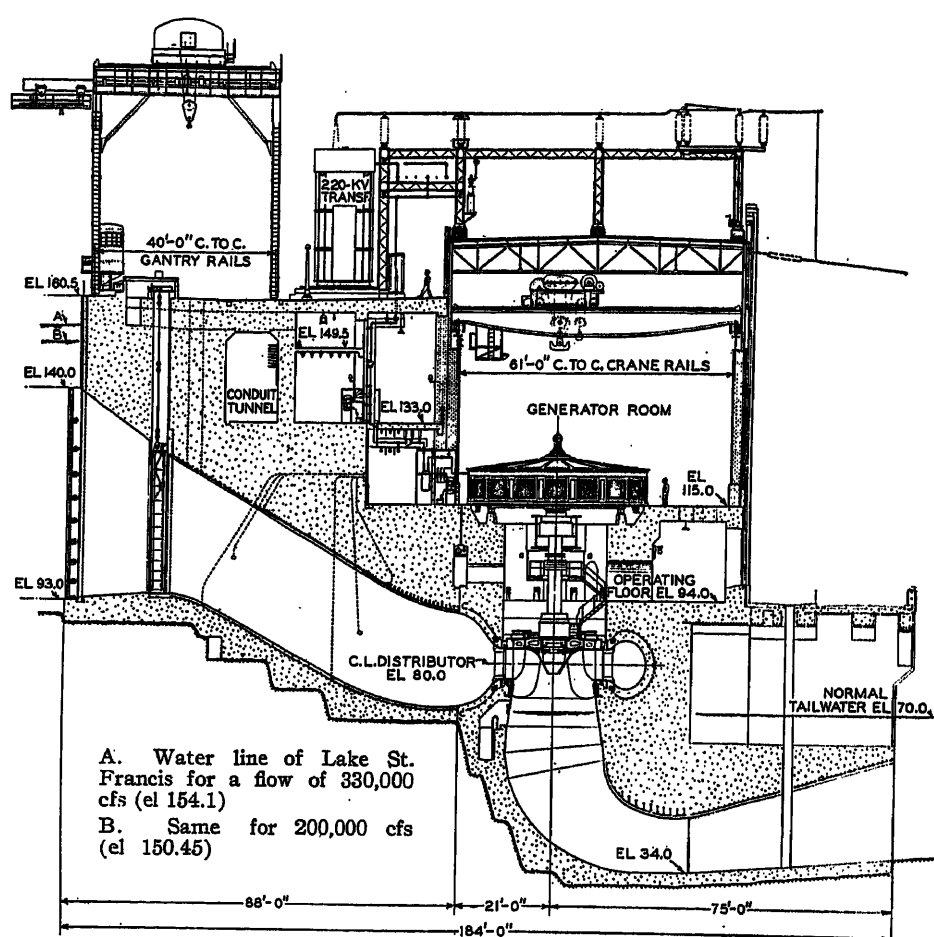 220-KV
TRANSF
40'-0" C. TO C.
GANTRY RAILS
EL 160.5
A
B
EL 149.5
EL 140.0
CONDUIT
TUNNEL
EL 133.0
61'-0" C. TO C. CRANE RAILS
GENERATOR ROOM
EL
115.0
EL 93.0
OPERATING
FLOOR EL 94.0
C.L. DISTRIBUTOR
EL 80.0
NORMAL
TAILWATER EL 70.0
A. Water line of Lake St.
Francis for a flow of 330,000
cfs (el 154.1)
B. Same for 200,000 cfs
(el 150.45)
EL 34.0
88'-0"
21'-0"
75'-0"
184'-0"